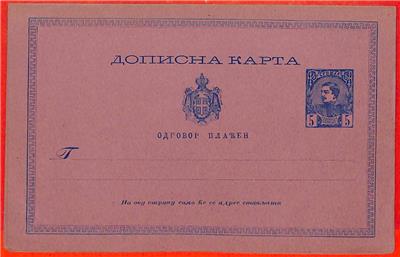 ДОПИСНА КАРТА
ОДГОВОР ПЛАЋЕН
5 5
Г
На ову страну само ће се адрес стављати